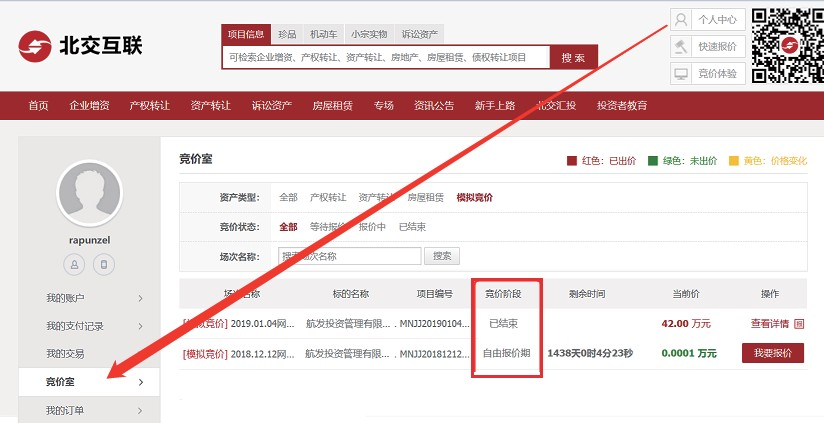 北交互联
项目信息 珍品 机动车 小宗实物 诉讼资产
可检索企业增资、产权转让、资产转让、房地产、房屋租赁、债权转让项目 搜 索
个人中心
快速报价
竞价体验
首页 企业增资 产权转让 资产转让 诉讼资产 房屋租赁 专场 资讯公告 新手上路 北交汇投 投资者教育
rapunzel
我的账户
我的支付记录
我的交易
竞价室
我的订单
竞价室
红色：已出价 绿色：未出价 黄色：价格变化
资产类型： 全部 产权转让 资产转让 房屋租赁 模拟竞价
竞价状态： 全部 等待报价 报价中 已结束
场次名称： 搜索场次名称 搜索
场次名称 标的名称 项目编号 竞价阶段 剩余时间 当前价 操作
[模拟竞价] 2019.01.04网... 航发投资管理有限... . MNJJ20190104... 已结束 42.00 万元 查看详情
[模拟竞价] 2018.12.12网... 航发投资管理有限... . MNJJ20181212... 自由报价期 1438天0时4分23秒 0.0001 万元 我要报价